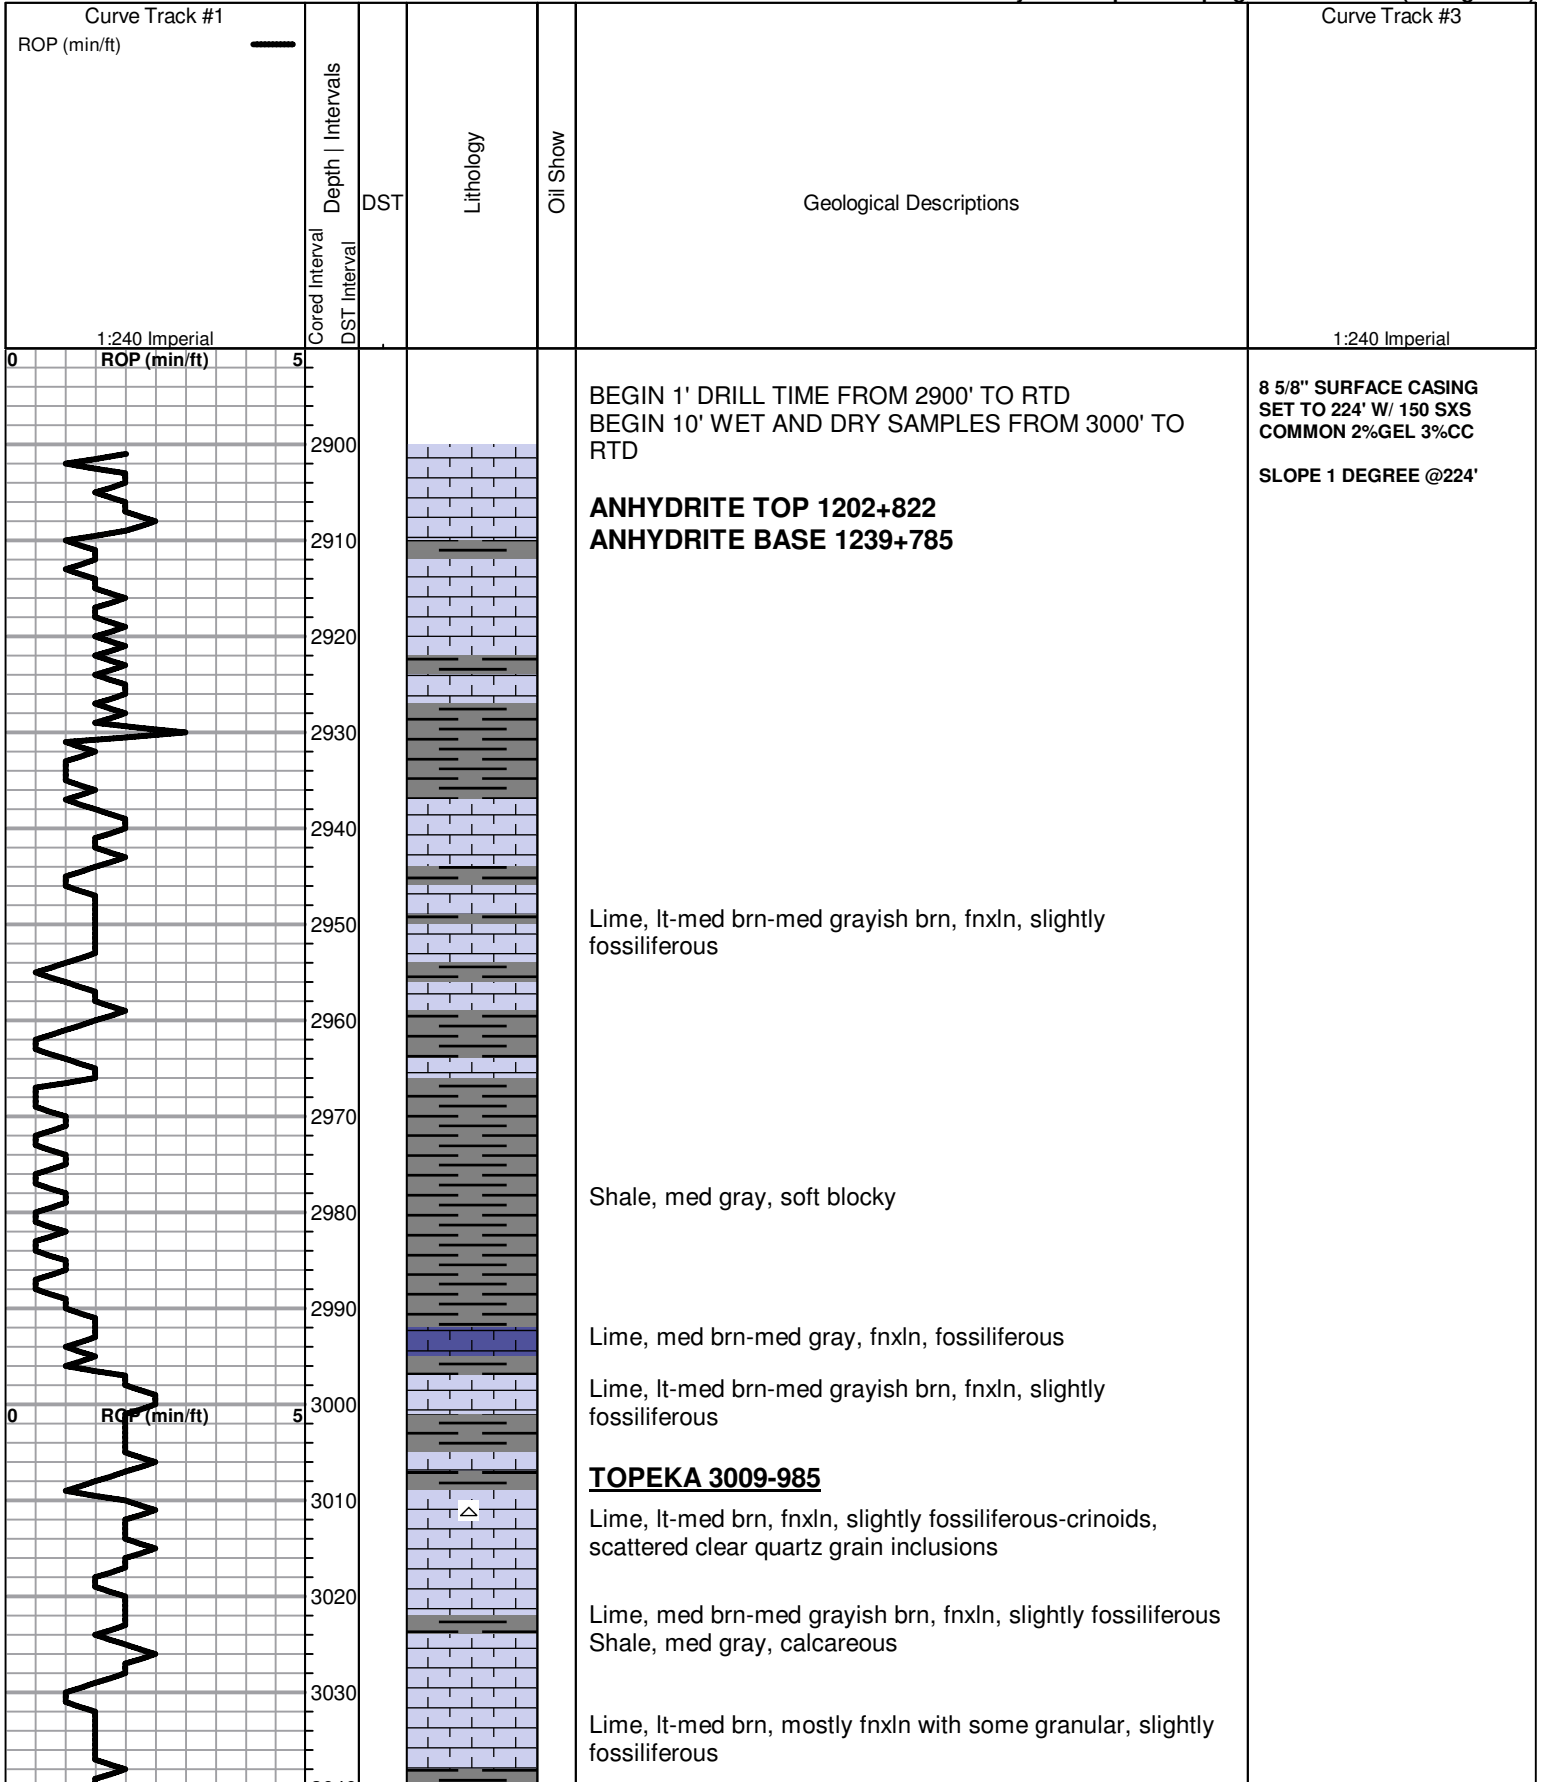 Curve Track #1
ROP (min/ft)
1:240 Imperial
Depth | Intervals
Cored Interval
DST Interval
DST
Lithology
Oil Show
Geological Descriptions
Curve Track #3
1:240 Imperial
0 ROP (min/ft) 5
BEGIN 1' DRILL TIME FROM 2900' TO RTD
BEGIN 10' WET AND DRY SAMPLES FROM 3000' TO
RTD
8 5/8" SURFACE CASING
SET TO 224' W/ 150 SXS
COMMON 2%GEL 3%CC
SLOPE 1 DEGREE @224'
2900
ANHYDRITE TOP 1202+822
ANHYDRITE BASE 1239+785
2910
2920
2930
2940
2950
Lime, lt-med brn-med grayish brn, fnxln, slightly
fossiliferous
2960
2970
Shale, med gray, soft blocky
2980
2990
Lime, med brn-med gray, fnxln, fossiliferous
Lime, lt-med brn-med grayish brn, fnxln, slightly
fossiliferous
3000
0 ROP (min/ft) 5
TOPEKA 3009-985
3010
Lime, lt-med brn, fnxln, slightly fossiliferous-crinoids,
scattered clear quartz grain inclusions
3020
Lime, med brn-med grayish brn, fnxln, slightly fossiliferous
Shale, med gray, calcareous
3030
Lime, lt-med brn, mostly fnxln with some granular, slightly
fossiliferous